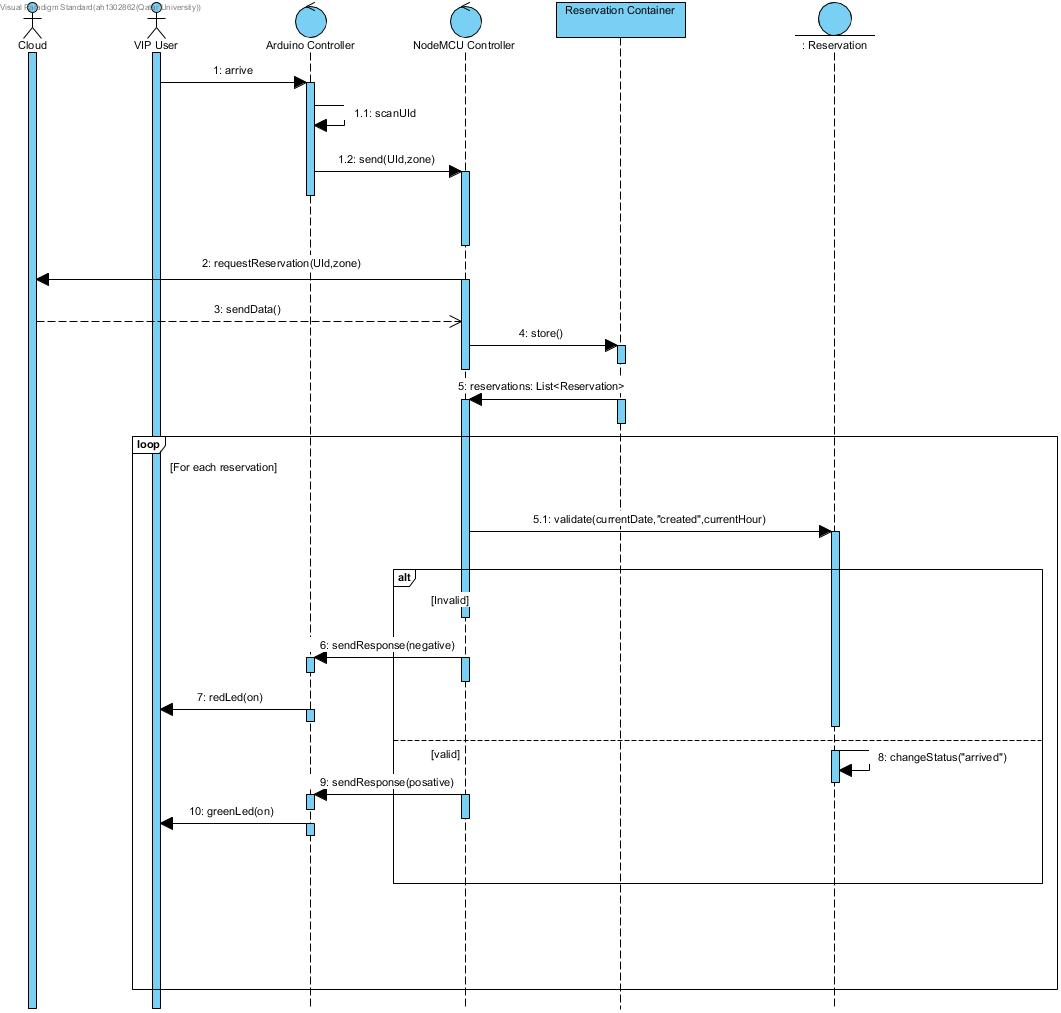 Visual Paradigm Standard(ah1302862(Qatar University))
Cloud
VIP User
Arduino Controller
NodeMCU Controller
Reservation Container
: Reservation
1: arrive
1.1: scanUId
1.2: send(UId,zone)
2: requestReservation(UId,zone)
3: sendData()
4: store()
5: reservations: List<Reservation>
loop
[For each reservation]
5.1: validate(currentDate,"created",currentHour)
alt
[Invalid]
6: sendResponse(negative)
7: redLed(on)
[valid]
8: changeStatus("arrived")
9: sendResponse(posative)
10: greenLed(on)